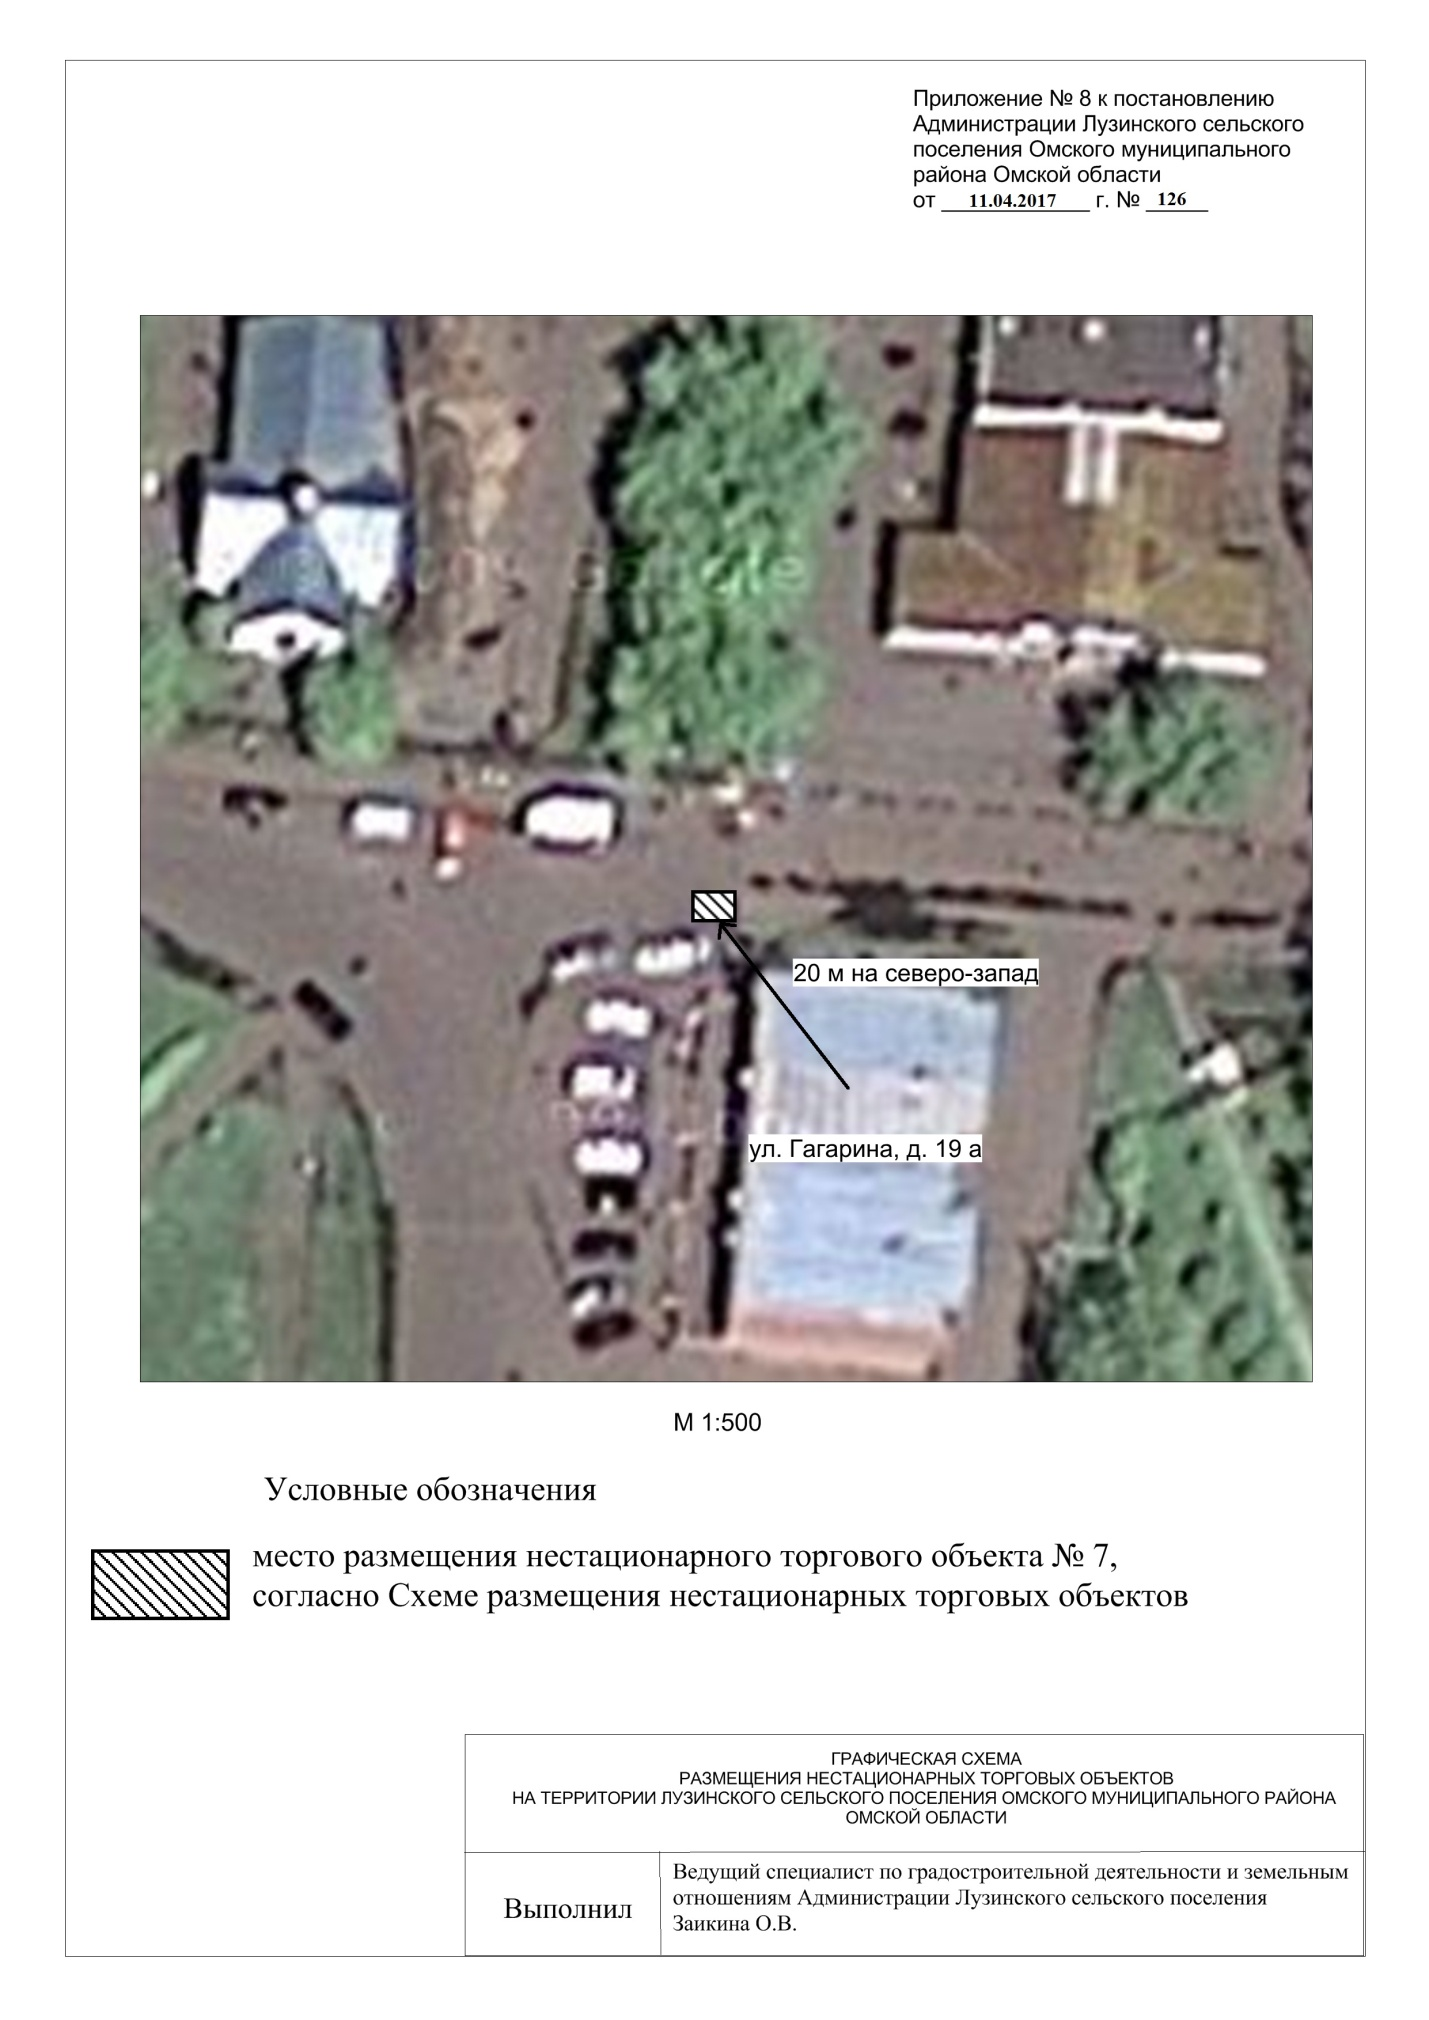 Приложение № 8 к постановлению
Администрации Лузинского сельского
поселения Омского муниципального
района Омской области
от 11.04.2017 г. № 126
20 м на северо-запад
ул. Гагарина, д. 19 а
М 1:500
Условные обозначения
место размещения нестационарного торгового объекта № 7,
согласно Схеме размещения нестационарных торговых объектов
ГРАФИЧЕСКАЯ СХЕМА
РАЗМЕЩЕНИЯ НЕСТАЦИОНАРНЫХ ТОРГОВЫХ ОБЪЕКТОВ
НА ТЕРРИТОРИИ ЛУЗИНСКОГО СЕЛЬСКОГО ПОСЕЛЕНИЯ ОМСКОГО МУНИЦИПАЛЬНОГО РАЙОНА
ОМСКОЙ ОБЛАСТИ
Выполнил
Ведущий специалист по градостроительной деятельности и земельным
отношениям Администрации Лузинского сельского поселения
Заикина О.В.